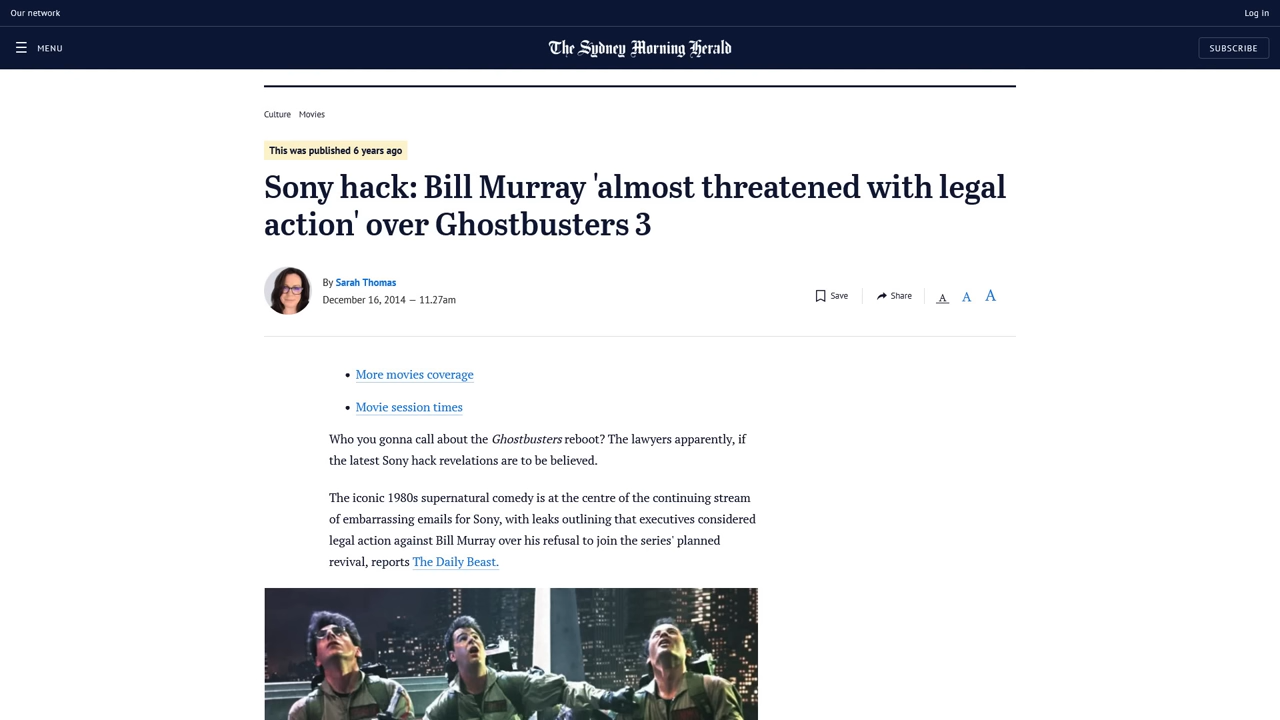 Our network
Log in
MENU
The Sydney Morning Herald
SUBSCRIBE
Culture Movies
This was published 6 years ago
Sony hack: Bill Murray 'almost threatened with legal
action' over Ghostbusters 3
By Sarah Thomas
December 16, 2014 — 11.27am
Save
Share
A A A
More movies coverage
Movie session times
Who you gonna call about the Ghostbusters reboot? The lawyers apparently, if
the latest Sony hack revelations are to be believed.
The iconic 1980s supernatural comedy is at the centre of the continuing stream
of embarrassing emails for Sony, with leaks outlining that executives considered
legal action against Bill Murray over his refusal to join the series' planned
revival, reports The Daily Beast.